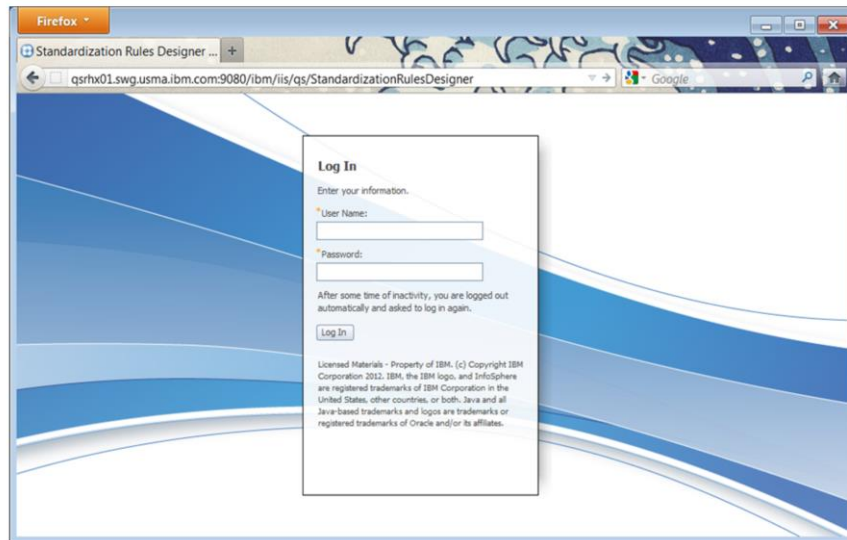 Firefox
Standardization Rules Designer ...
qsrhx01.swg.usma.ibm.com:9080/ibm/iis/qs/StandardizationRulesDesigner
Google
Log In
Enter your information.
*User Name:
*Password:
After some time of inactivity, you are logged out
automatically and asked to log in again.
Log In
Licensed Materials - Property of IBM. (c) Copyright IBM
Corporation 2012. IBM, the IBM logo, and InfoSphere
are registered trademarks of IBM Corporation in the
United States, other countries, or both. Java and all
Java-based trademarks and logos are trademarks or
registered trademarks of Oracle and/or its affiliates.